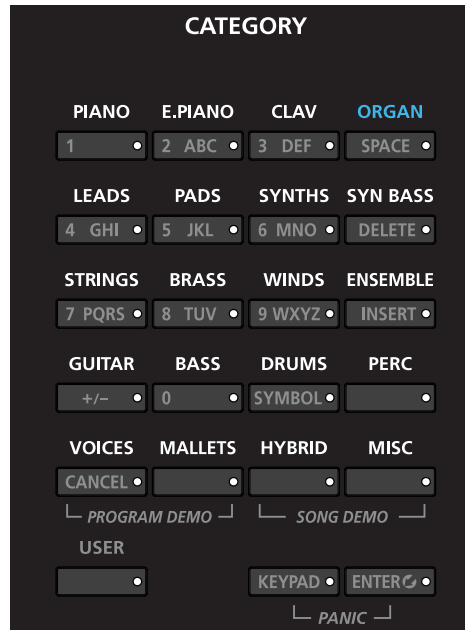 CATEGORY
PIANO E.PIANO CLAV ORGAN
1 2 ABC 3 DEF SPACE
LEADS PADS SYNTHS SYN BASS
4 GHI 5 JKL 6 MNO DELETE
STRINGS BRASS WINDS ENSEMBLE
7 PQRS 8 TUV 9 WXYZ INSERT
GUITAR BASS DRUMS PERC
+/− 0 SYMBOL
VOICES MALLETS HYBRID MISC
CANCEL
PROGRAM DEMO SONG DEMO
USER
KEYPAD ENTER
PANIC